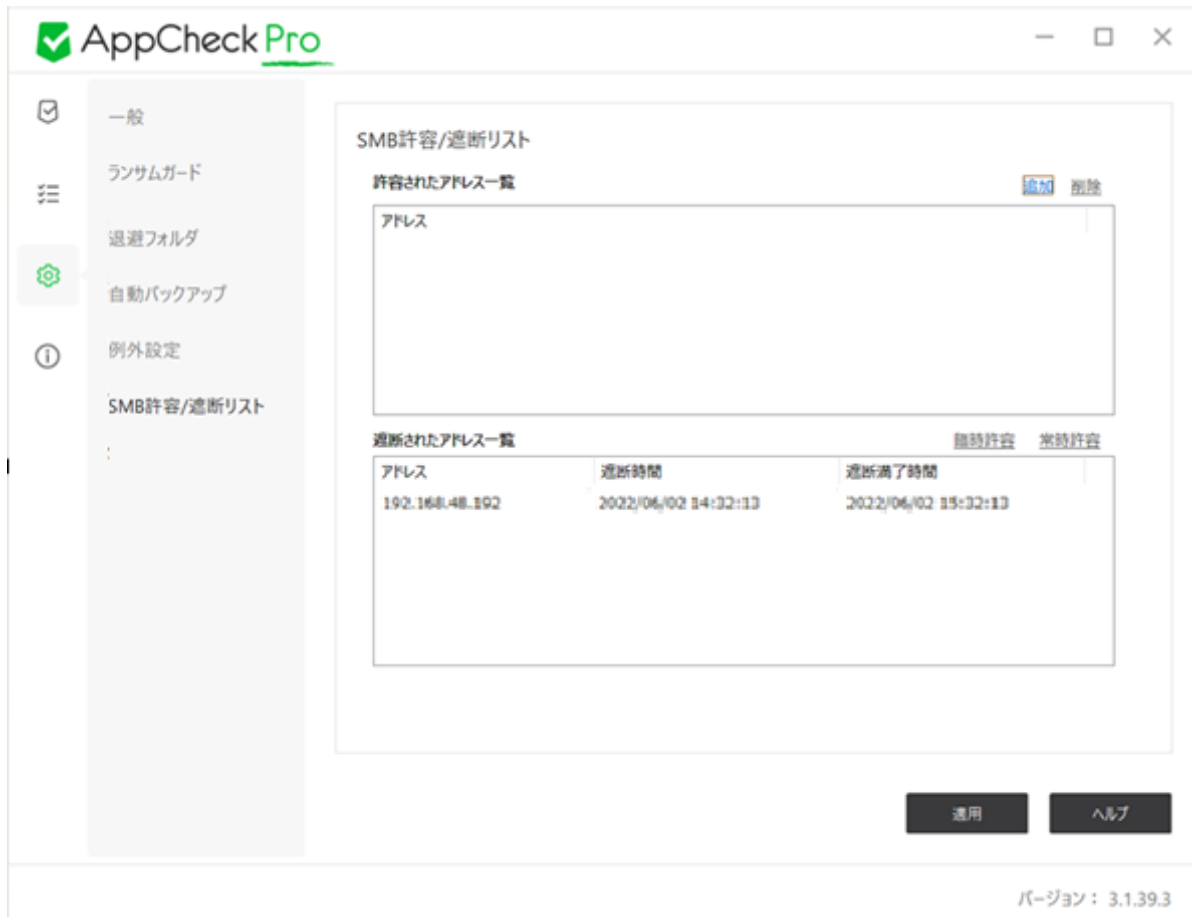 AppCheck Pro
一般
ランサムガード
退避フォルダ
自動バックアップ
例外設定
SMB許容/遮断リスト
SMB許容/遮断リスト
許容されたアドレス一覧
追加 削除
アドレス
遮断されたアドレス一覧
臨時許容 常時許容
アドレス 遮断時間 遮断満了時間
192.168.48.192 2022/06/02 14:32:13 2022/06/02 15:32:13
適用 ヘルプ
バージョン： 3.1.39.3